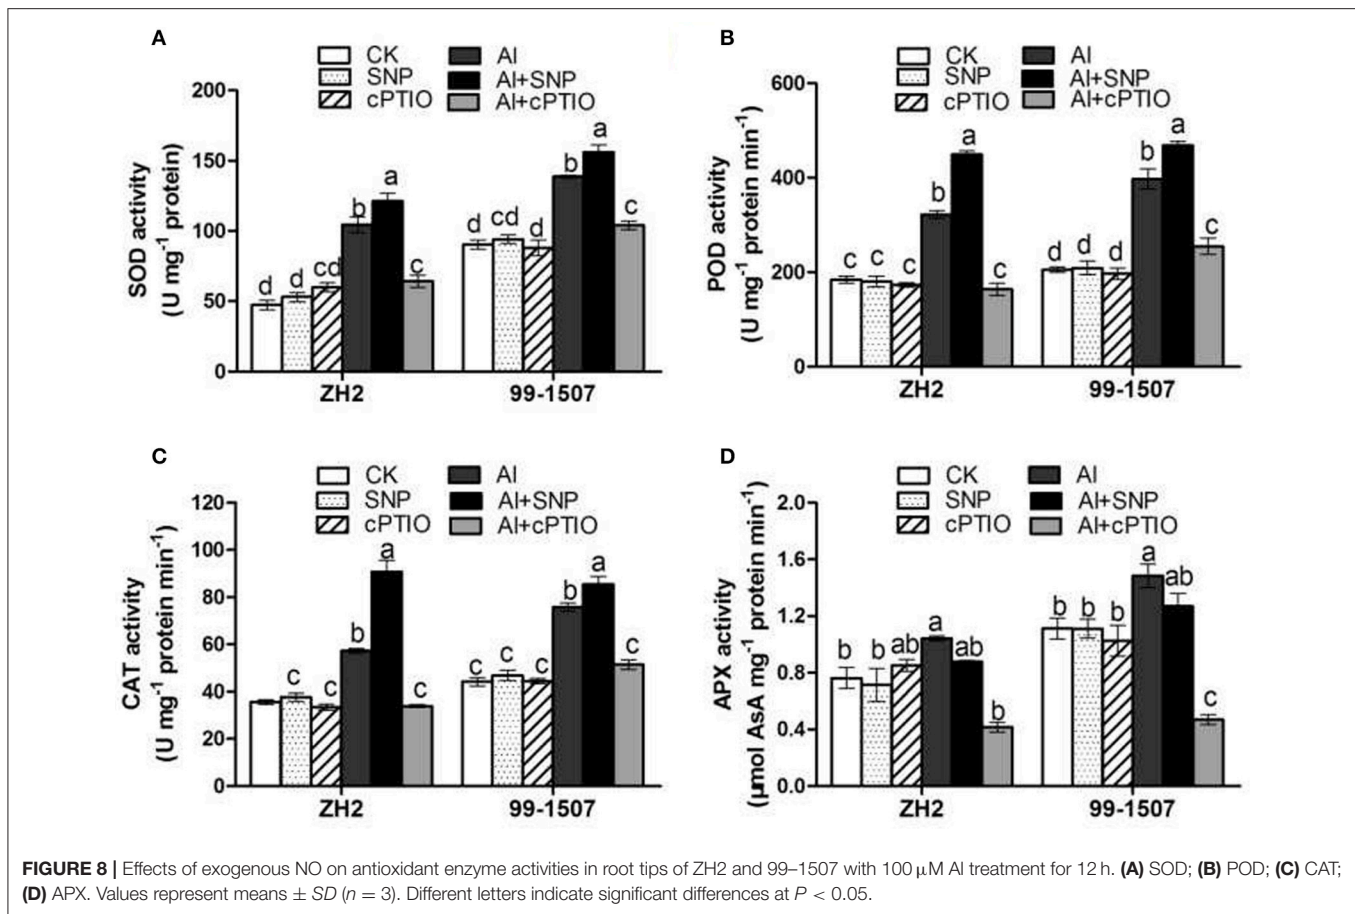 A
CK
SNP
cPTIO
Al
Al+SNP
Al+cPTIO
SOD activity
(U mg⁻¹ protein)
200
150
100
50
0
d d cd b a c
d cd d b a c
ZH2 99-1507
B
CK
SNP
cPTIO
Al
Al+SNP
Al+cPTIO
POD activity
(U mg⁻¹ protein min⁻¹)
600
400
200
0
c c c b a c
d d d b a c
ZH2 99-1507
C
CK
SNP
cPTIO
Al
Al+SNP
Al+cPTIO
CAT activity
(U mg⁻¹ protein min⁻¹)
120
100
80
60
40
20
0
c c b a c
c c c b a c
ZH2 99-1507
D
CK
SNP
cPTIO
Al
Al+SNP
Al+cPTIO
APX activity
(µmol AsA mg⁻¹ protein min⁻¹)
2.0
1.6
1.2
0.8
0.4
0.0
b b ab a ab b
b b b a ab c
ZH2 99-1507
FIGURE 8 | Effects of exogenous NO on antioxidant enzyme activities in root tips of ZH2 and 99–1507 with 100 µM Al treatment for 12 h. (A) SOD; (B) POD; (C) CAT;
(D) APX. Values represent means ± SD (n = 3). Different letters indicate significant differences at P < 0.05.